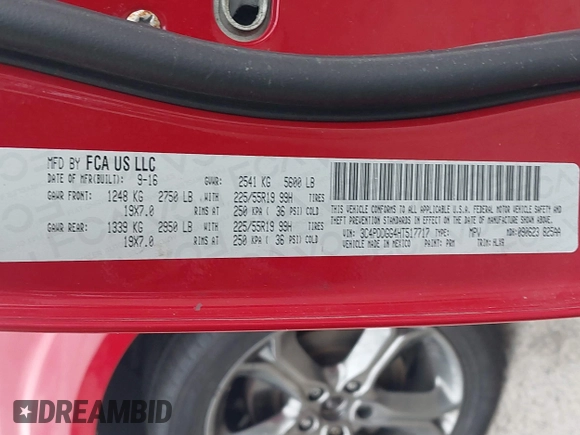 MFD BY FCA US LLC
DATE OF MFR(BUILT): 9-16 GVWR: 2541 KG 5600 LB
GAWR FRONT: 1248 KG 2750 LB WITH 225/55R19 99H TIRES
19X7.0 RIMS AT 250 KPA ( 36 PSI) COLD
GAWR REAR: 1339 KG 2950 LB WITH 225/55R19 99H TIRES
19X7.0 RIMS AT 250 KPA ( 36 PSI) COLD
THIS VEHICLE CONFORMS TO ALL APPLICABLE U.S.A. FEDERAL MOTOR VEHICLE SAFETY AND
THEFT PREVENTION STANDARDS IN EFFECT ON THE DATE OF MANUFACTURE SHOWN ABOVE.
VIN: 3C4PDDGG4HT517717 TYPE: MPV MDH: 090623 825AA
VEHICLE MADE IN MEXICO PAINT: PRM TRIM: HLX9
DREAMBID